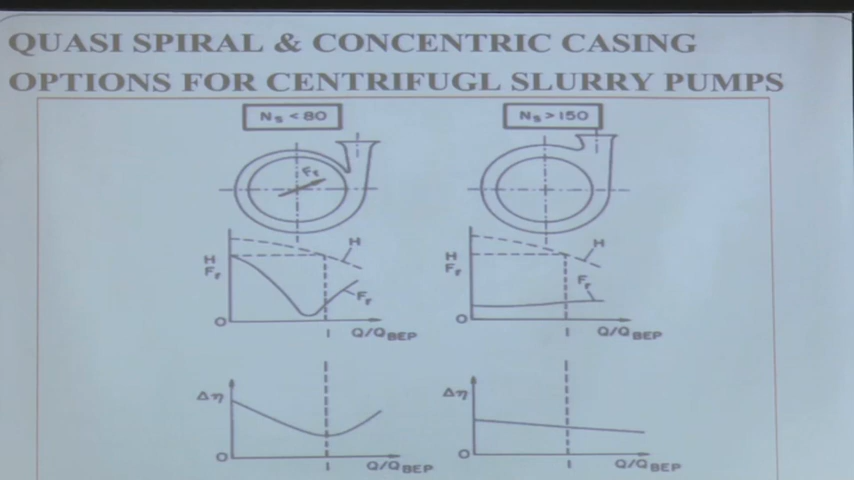 QUASI SPIRAL & CONCENTRIC CASING
OPTIONS FOR CENTRIFUGL SLURRY PUMPS
Ns < 80
Ns > 150
Fr
H
H
Fr
Fr
O
1
Q/QBEP
H
H
Fr
Fr
O
1
Q/QBEP
Δη
O
1
Q/QBEP
Δη
O
1
Q/QBEP